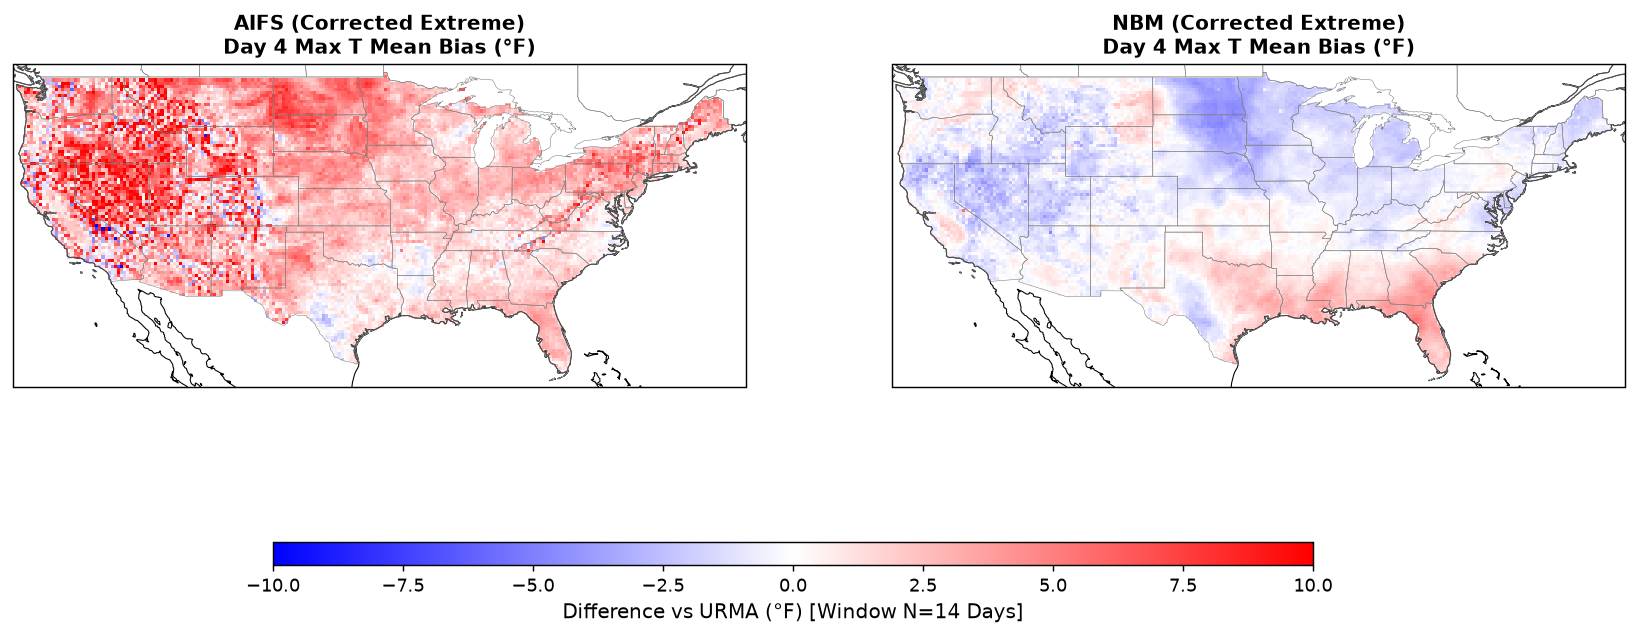 AIFS (Corrected Extreme)
Day 4 Max T Mean Bias (°F)
NBM (Corrected Extreme)
Day 4 Max T Mean Bias (°F)
−10.0 −7.5 −5.0 −2.5 0.0 2.5 5.0 7.5 10.0
Difference vs URMA (°F) [Window N=14 Days]